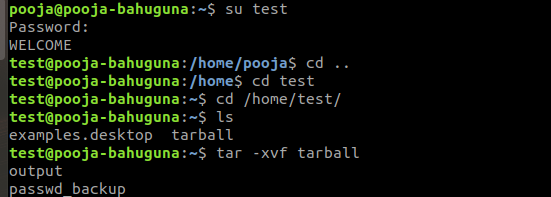 pooja@pooja-bahuguna:~$ su test
Password:
WELCOME
test@pooja-bahuguna:/home/pooja$ cd ..
test@pooja-bahuguna:/home$ cd test
test@pooja-bahuguna:~$ cd /home/test/
test@pooja-bahuguna:~$ ls
examples.desktop  tarball
test@pooja-bahuguna:~$ tar -xvf tarball
output
passwd_backup